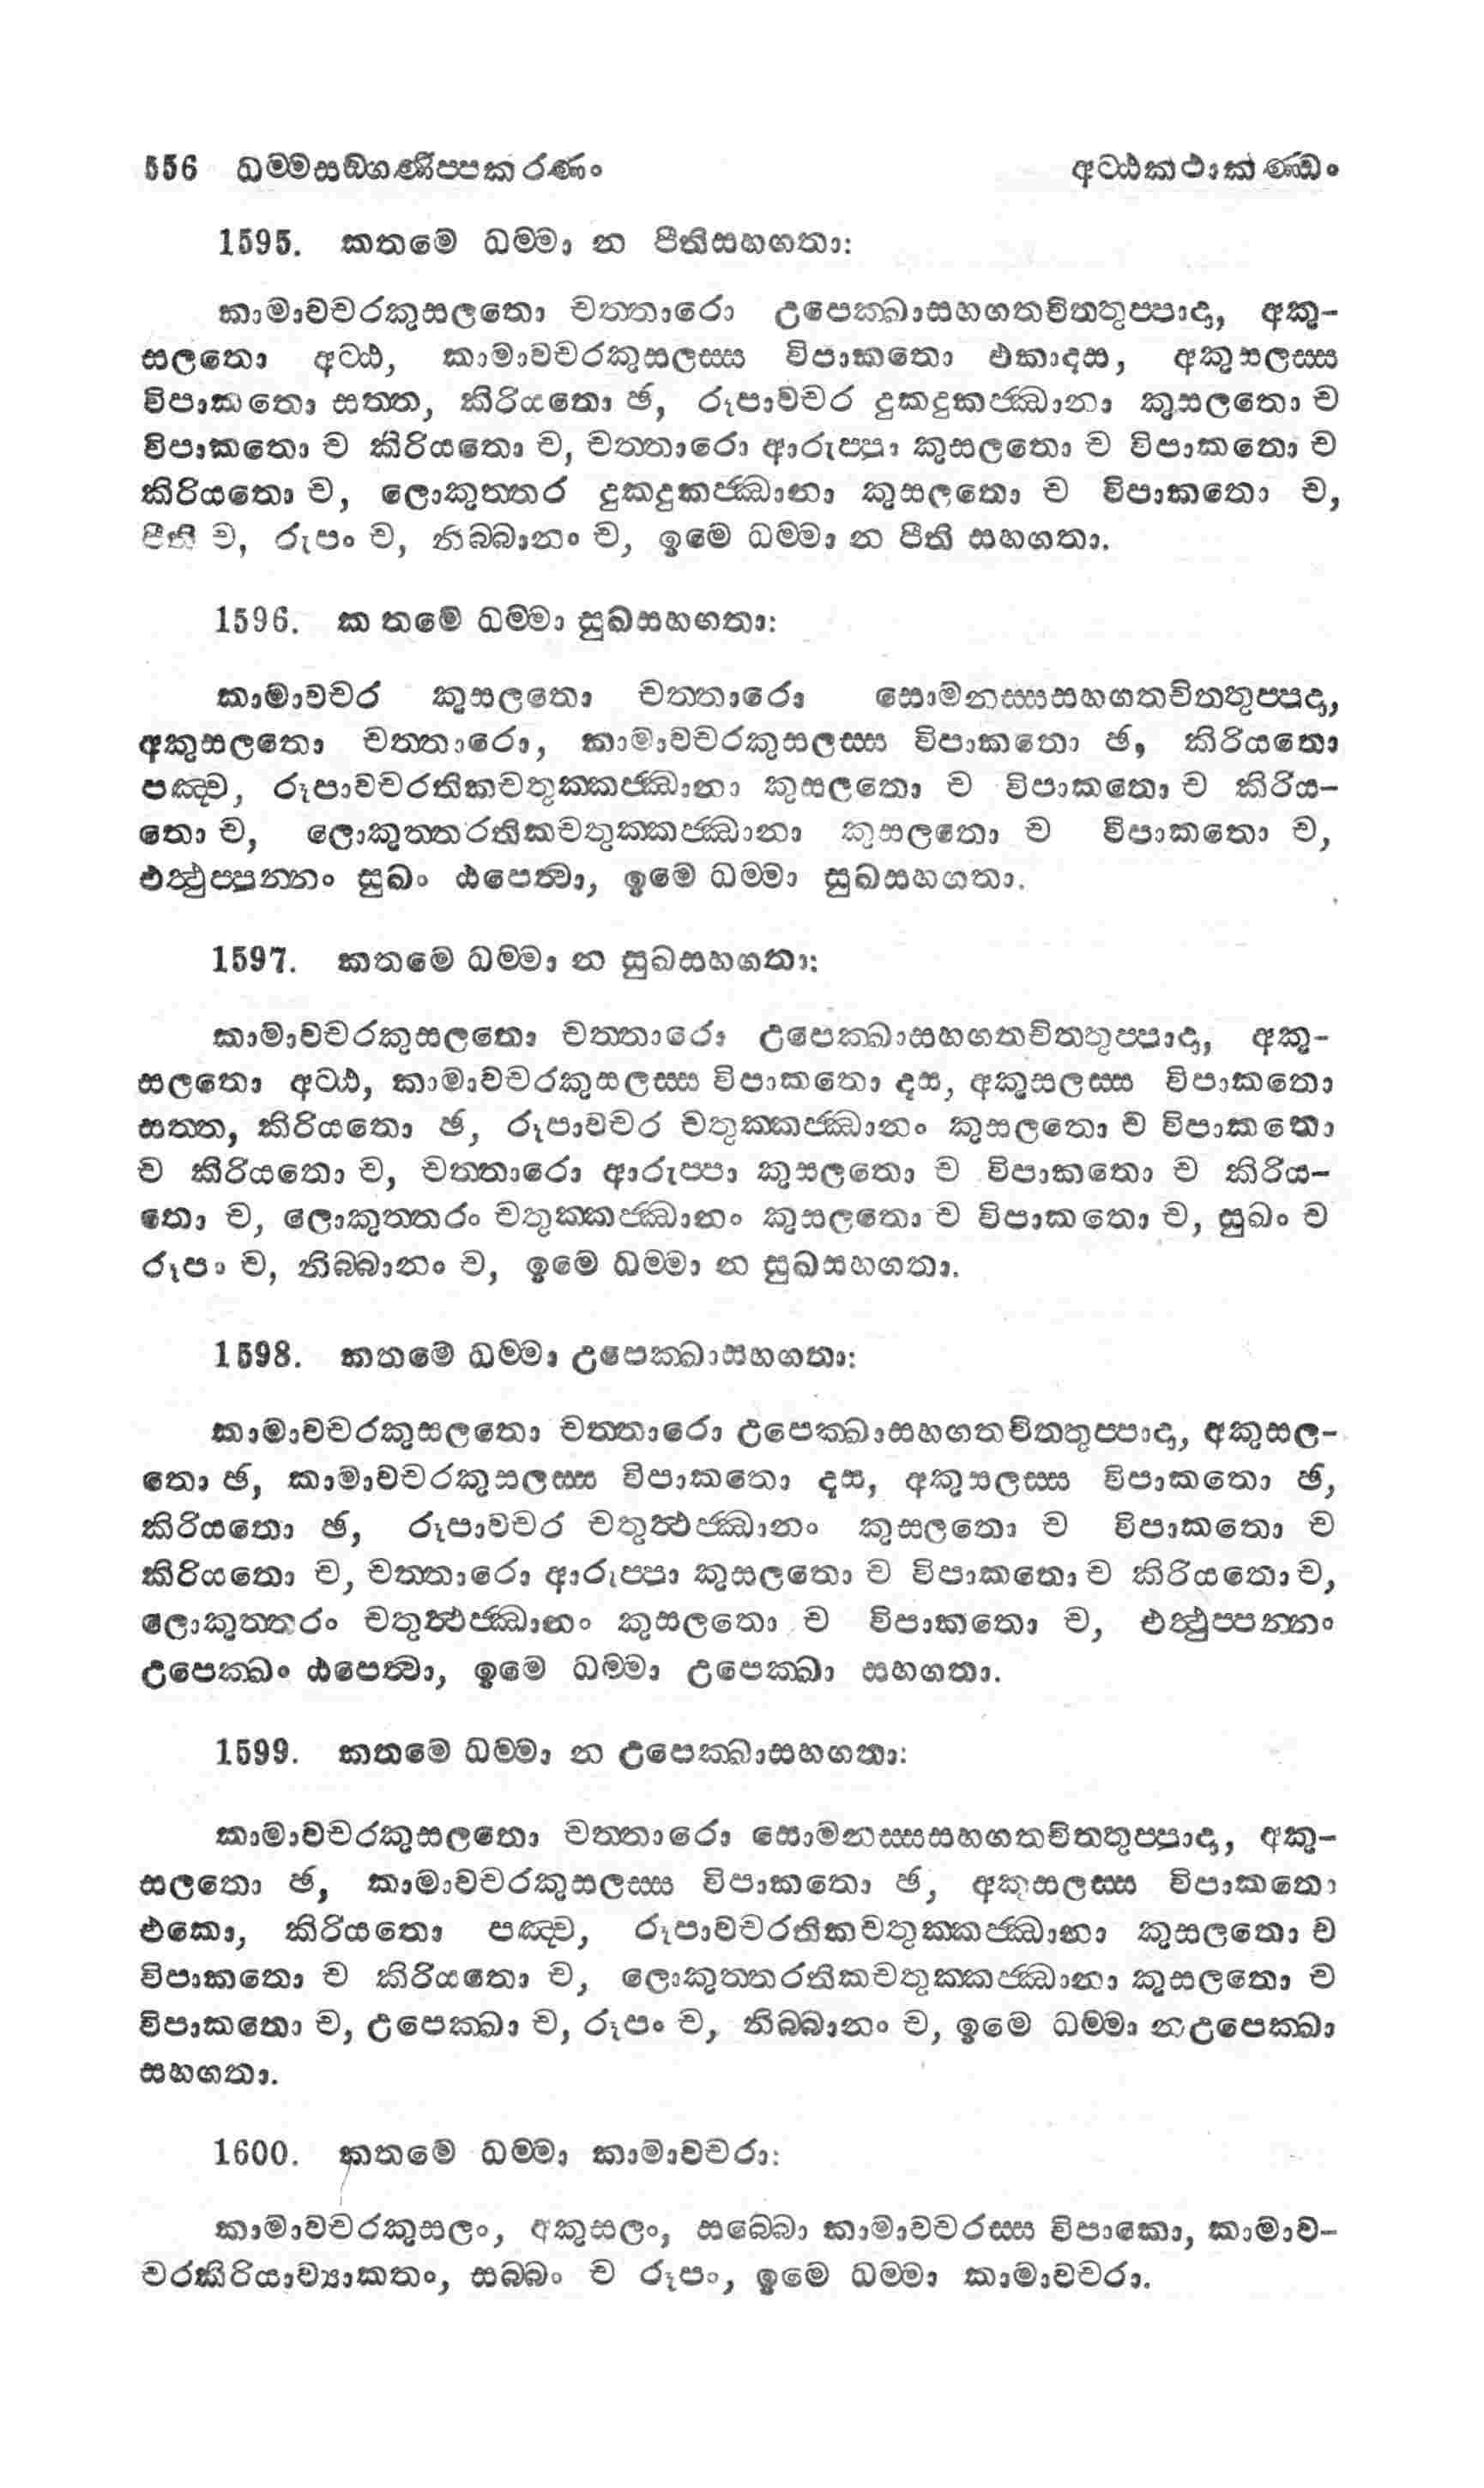 556 ධම්මසඞ්ගණිප්පකරණං අට්ඨකථාකණ්ඩං
1595. කතමෙ ධම්මා න පීතිසහගතා:
කාමාවචරකුසලතො චත්තාරො උපෙක්ඛාසහගතචිත්තුප්පාදා, අකු-
සලතො අට්ඨ, කාමාවචරකුසලස්ස විපාකතො එකාදස, අකුසලස්ස
විපාකතො සත්ත, කිරියතො ඡ, රූපාවචර දුකදුකජ්ඣානා කුසලතො ච
විපාකතො ච කිරියතො ච, චත්තාරො ආරුප්පා කුසලතො ච විපාකතො ච
කිරියතො ච, ලොකුත්තර දුකදුකජ්ඣානා කුසලතො ච විපාකතො ච,
පීති ච, රූපං ච, නිබ්බානං ච, ඉමෙ ධම්මා න පීති සහගතා.
1596. ක තමෙ ධම්මා සුඛසහගතා:
කාමාවචර කුසලතො චත්තාරො සොමනස්සසහගතචිත්තුප්පදා,
අකුසලතො චත්තාරො, කාමාවචරකුසලස්ස විපාකතො ඡ, කිරියතො
පඤ්ච, රූපාවචරතිකචතුක්කජ්ඣානා කුසලතො ච විපාකතො ච කිරිය-
තො ච, ලොකුත්තරතිකචතුක්කජ්ඣානා කුසලතො ච විපාකතො ච,
එත්ථුප්පන්නං සුඛං ඨපෙත්වා, ඉමෙ ධම්මා සුඛසහගතා.
1597. කතමෙ ධම්මා න සුඛසහගතා:
කාමාවචරකුසලතො චත්තාරො උපෙක්ඛාසහගතචිත්තුප්පාදා, අකු-
සලතො අට්ඨ, කාමාවචරකුසලස්ස විපාකතො දස, අකුසලස්ස විපාකතො
සත්ත, කිරියතො ඡ, රූපාවචර චතුක්කජ්ඣානං කුසලතො ච විපාකතො
ච කිරියතො ච, චත්තාරො ආරුප්පා කුසලතො ච විපාකතො ච කිරිය-
තො ච, ලොකුත්තරං චතුක්කජ්ඣානං කුසලතො ච විපාකතො ච, සුඛං ච
රූපං ච, නිබ්බානං ච, ඉමෙ ධම්මා න සුඛසහගතා.
1598. කතමෙ ධම්මා උපෙක්ඛාසහගතා:
කාමාවචරකුසලතො චත්තාරො උපෙක්ඛාසහගතචිත්තුප්පාදා, අකුසල-
තො ඡ, කාමාවචරකුසලස්ස විපාකතො දස, අකුසලස්ස විපාකතො ඡ,
කිරියතො ඡ, රූපාවචර චතුත්ථජ්ඣානං කුසලතො ච විපාකතො ච
කිරියතො ච, චත්තාරො ආරුප්පා කුසලතො ච විපාකතො ච කිරියතො ච,
ලොකුත්තරං චතුත්ථජ්ඣානං කුසලතො ච විපාකතො ච, එත්ථුප්පන්නං
උපෙක්ඛං ඨපෙත්වා, ඉමෙ ධම්මා උපෙක්ඛා සහගතා.
1599. කතමෙ ධම්මා න උපෙක්ඛාසහගතා:
කාමාවචරකුසලතො චත්තාරො සොමනස්සසහගතචිත්තුප්පාදා, අකු-
සලතො ඡ, කාමාවචරකුසලස්ස විපාකතො ඡ, අකුසලස්ස විපාකතො
එකො, කිරියතො පඤ්ච, රූපාවචරතිකචතුක්කජ්ඣානා කුසලතො ච
විපාකතො ච කිරියතො ච, ලොකුත්තරතිකචතුක්කජ්ඣානා කුසලතො ච
විපාකතො ච, උපෙක්ඛා ච, රූපං ච, නිබ්බානං ච, ඉමෙ ධම්මා නඋපෙක්ඛා
සහගතා.
1600. කතමෙ ධම්මා කාමාවචරා:
කාමාවචරකුසලං, අකුසලං, සබ්බො කාමාවචරස්ස විපාකො, කාමාව-
චරකිරියාව්‍යාකතං, සබ්බං ච රූපං, ඉමෙ ධම්මා කාමාවචරා.